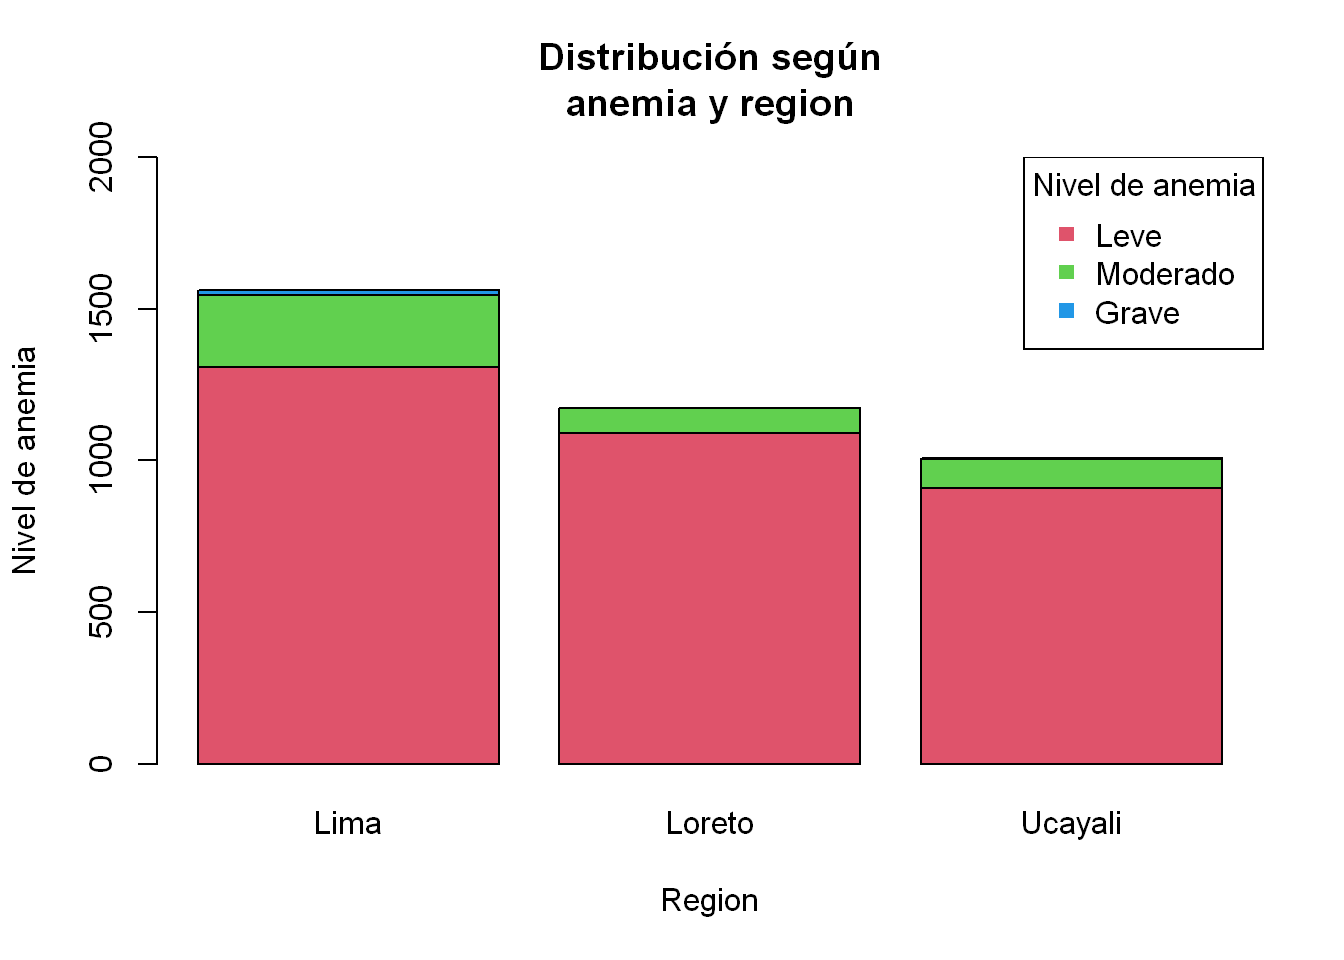 Distribución según
anemia y region
Nivel de anemia
2000
1500
1000
500
0
Nivel de anemia
Leve
Moderado
Grave
Lima
Loreto
Ucayali
Region